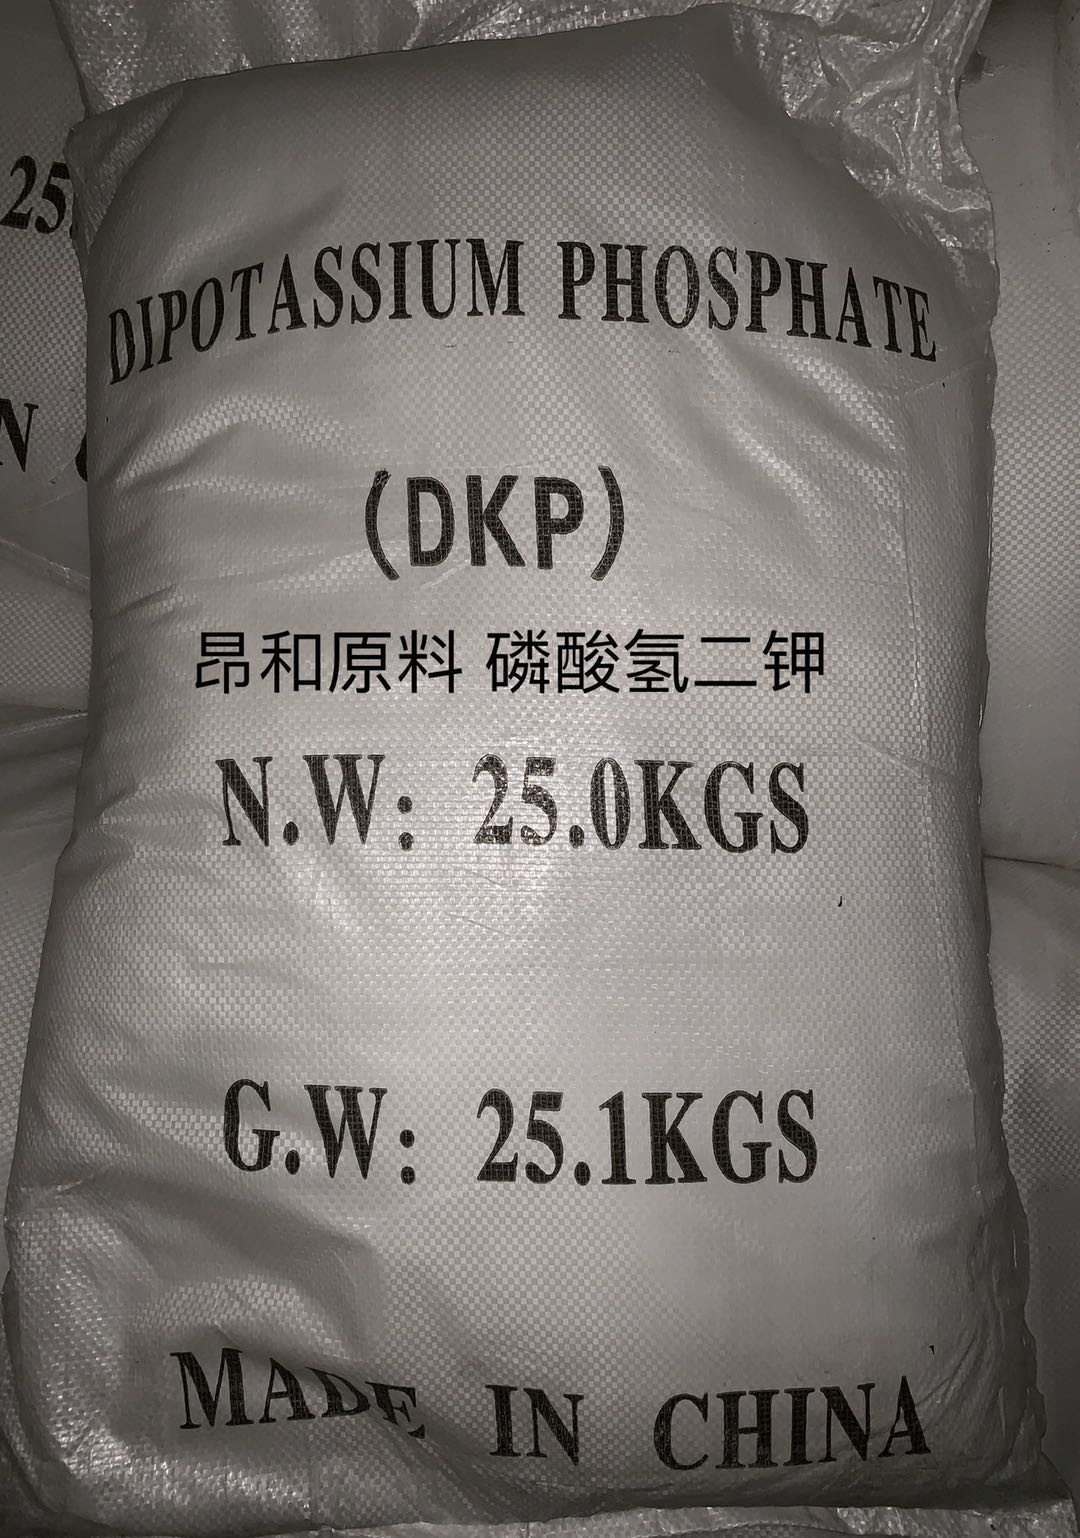 DIPOTASSIUM PHOSPHATE
(DKP)
昂和原料 磷酸氢二钾
N.W: 25.0KGS
G.W: 25.1KGS
MADE IN CHINA
25.
N